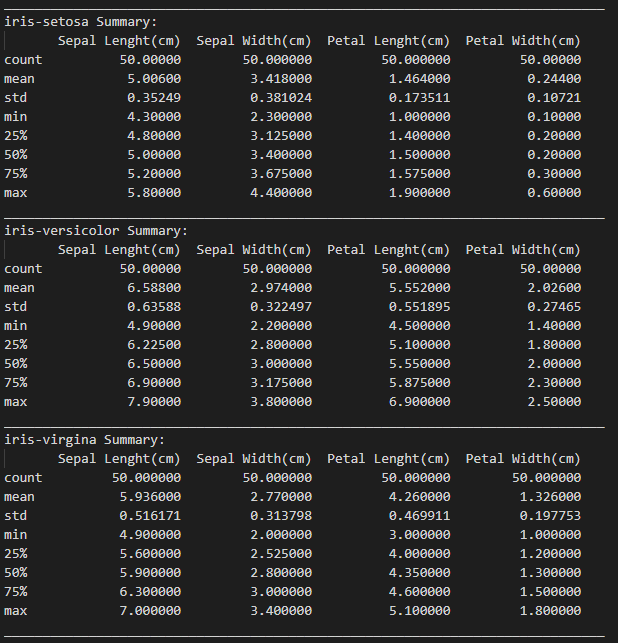 iris-setosa Summary:
Sepal Lenght(cm) Sepal Width(cm) Petal Lenght(cm) Petal Width(cm)
count 50.00000 50.000000 50.000000 50.00000
mean 5.00600 3.418000 1.464000 0.24400
std 0.35249 0.381024 0.173511 0.10721
min 4.30000 2.300000 1.000000 0.10000
25% 4.80000 3.125000 1.400000 0.20000
50% 5.00000 3.400000 1.500000 0.20000
75% 5.20000 3.675000 1.575000 0.30000
max 5.80000 4.400000 1.900000 0.60000
iris-versicolor Summary:
Sepal Lenght(cm) Sepal Width(cm) Petal Lenght(cm) Petal Width(cm)
count 50.00000 50.000000 50.000000 50.00000
mean 6.58800 2.974000 5.552000 2.02600
std 0.63588 0.322497 0.551895 0.27465
min 4.90000 2.200000 4.500000 1.40000
25% 6.22500 2.800000 5.100000 1.80000
50% 6.50000 3.000000 5.550000 2.00000
75% 6.90000 3.175000 5.875000 2.30000
max 7.90000 3.800000 6.900000 2.50000
iris-virgina Summary:
Sepal Lenght(cm) Sepal Width(cm) Petal Lenght(cm) Petal Width(cm)
count 50.000000 50.000000 50.000000 50.000000
mean 5.936000 2.770000 4.260000 1.326000
std 0.516171 0.313798 0.469911 0.197753
min 4.900000 2.000000 3.000000 1.000000
25% 5.600000 2.525000 4.000000 1.200000
50% 5.900000 2.800000 4.350000 1.300000
75% 6.300000 3.000000 4.600000 1.500000
max 7.000000 3.400000 5.100000 1.800000